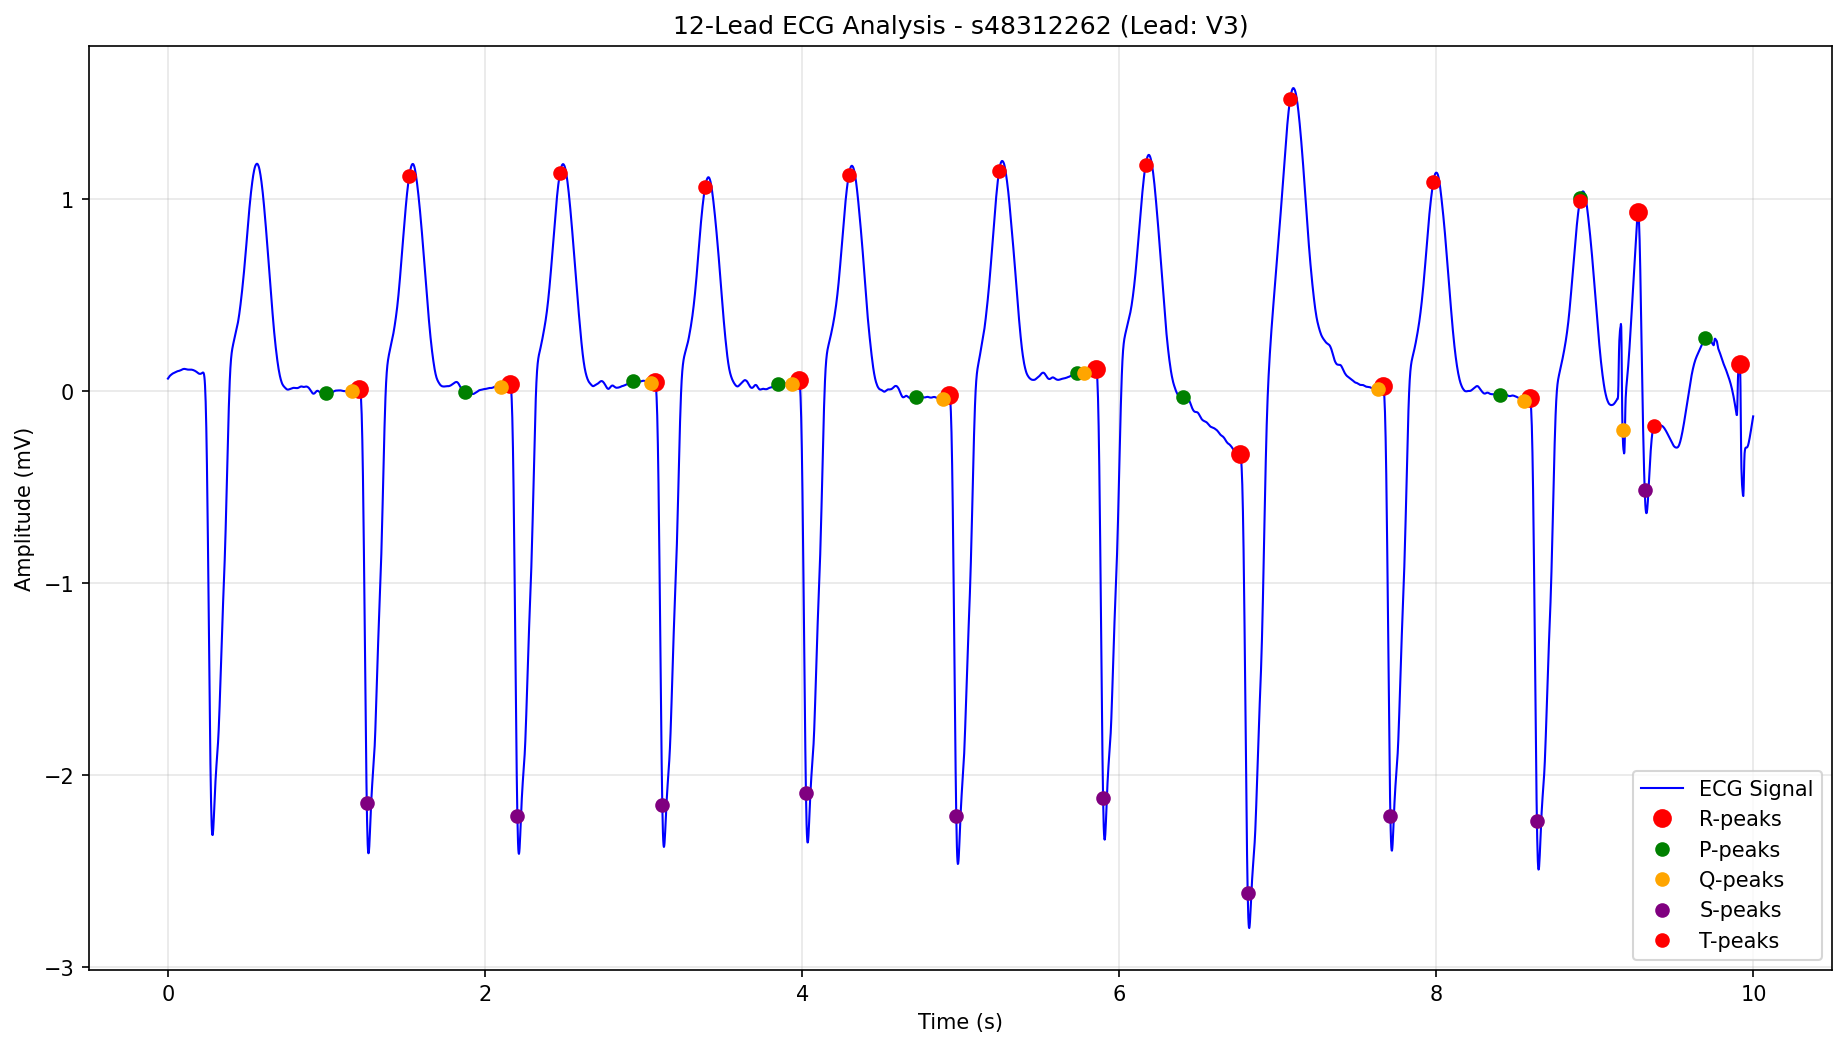 12-Lead ECG Analysis - s48312262 (Lead: V3)
Amplitude (mV)
1
0
−1
−2
−3
0
2
4
6
8
10
Time (s)
ECG Signal
R-peaks
P-peaks
Q-peaks
S-peaks
T-peaks